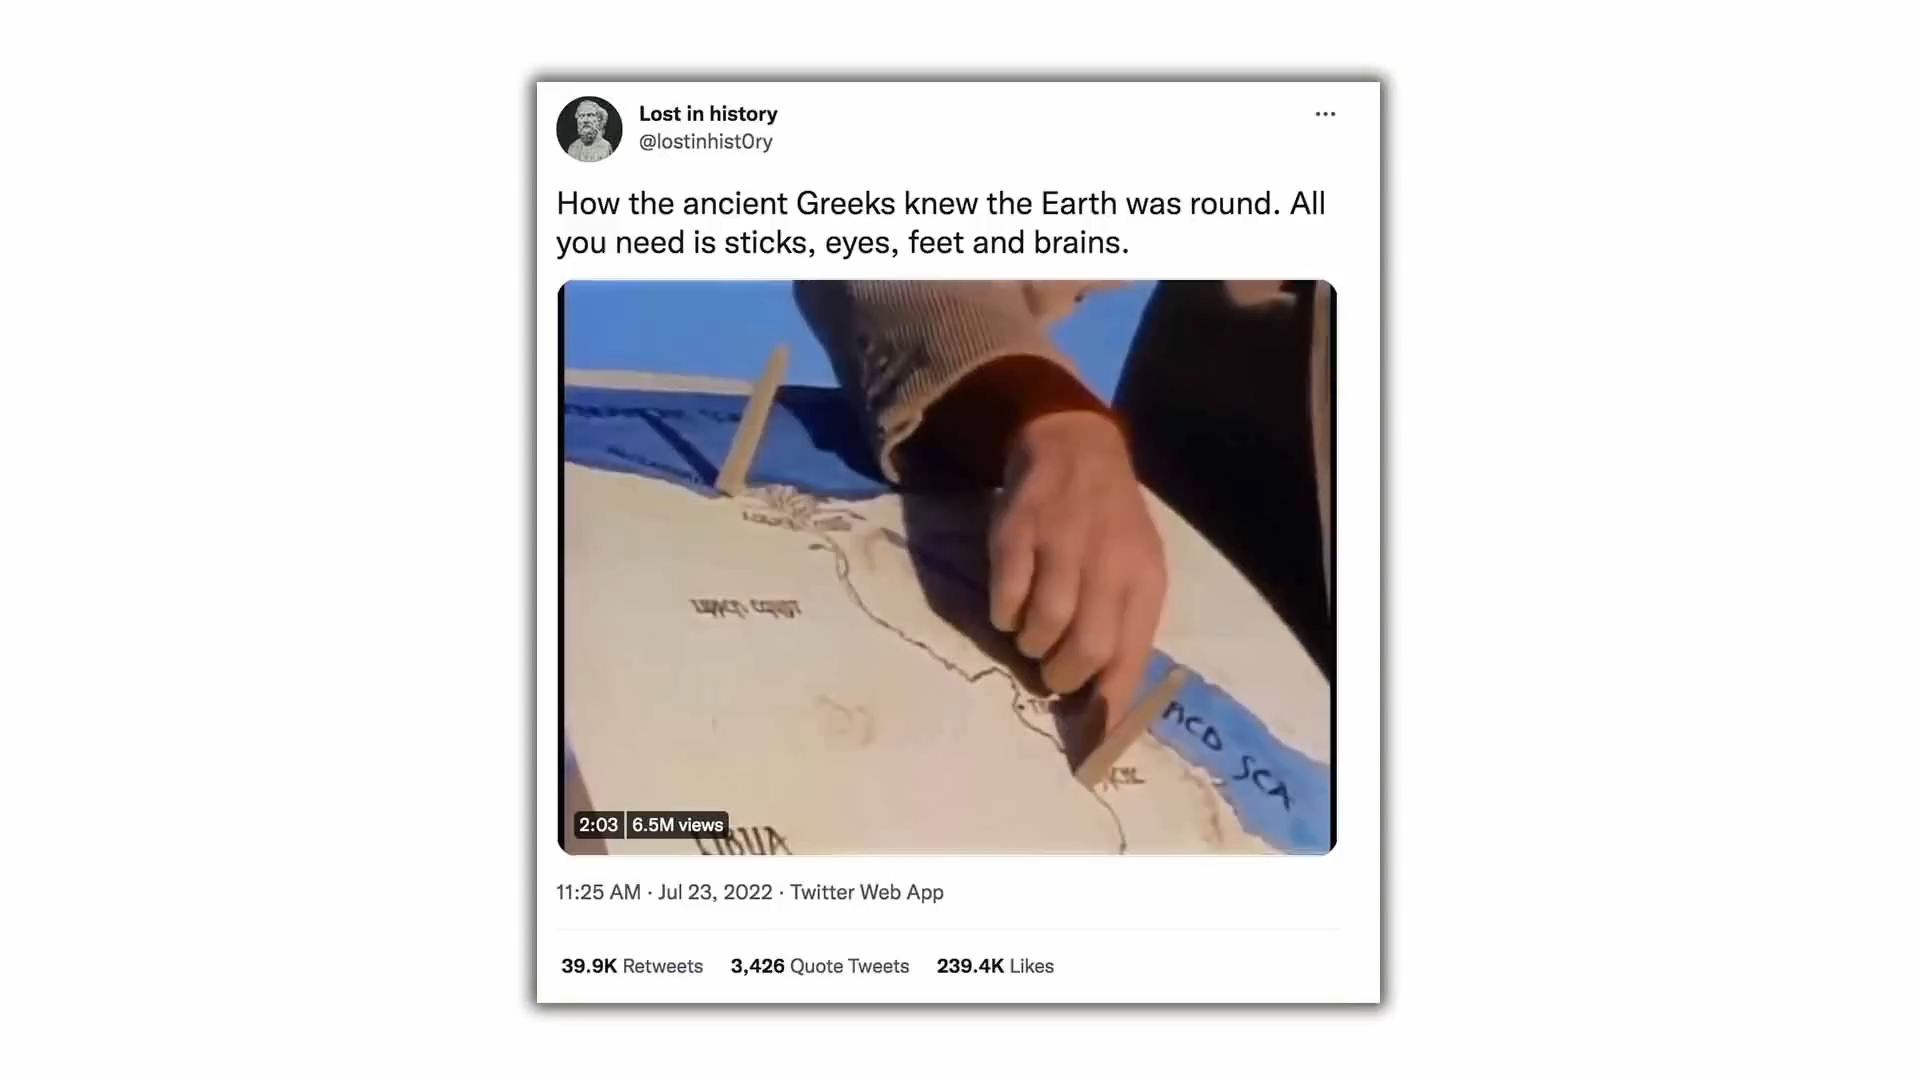 Lost in history
@lostinhist0ry
How the ancient Greeks knew the Earth was round. All
you need is sticks, eyes, feet and brains.
RED SEA
2:03 6.5M views
11:25 AM · Jul 23, 2022 · Twitter Web App
39.9K Retweets 3,426 Quote Tweets 239.4K Likes